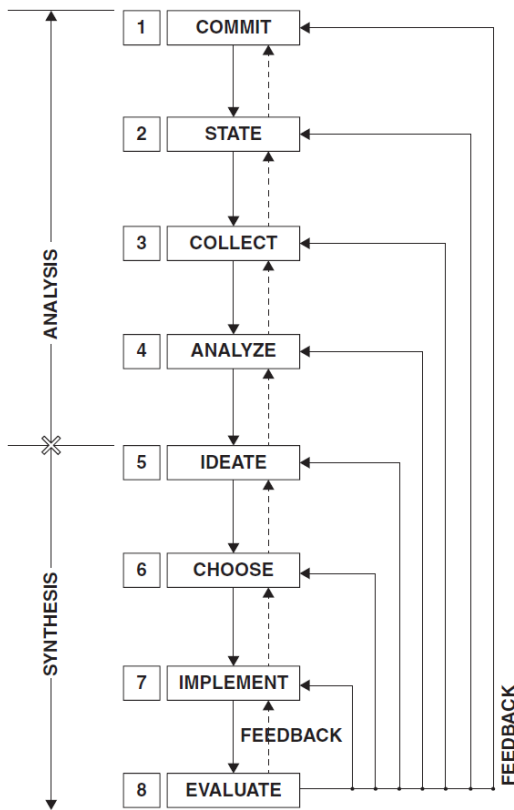 1 COMMIT
2 STATE
3 COLLECT
ANALYSIS
4 ANALYZE
5 IDEATE
6 CHOOSE
SYNTHESIS
7 IMPLEMENT
FEEDBACK
FEEDBACK
8 EVALUATE